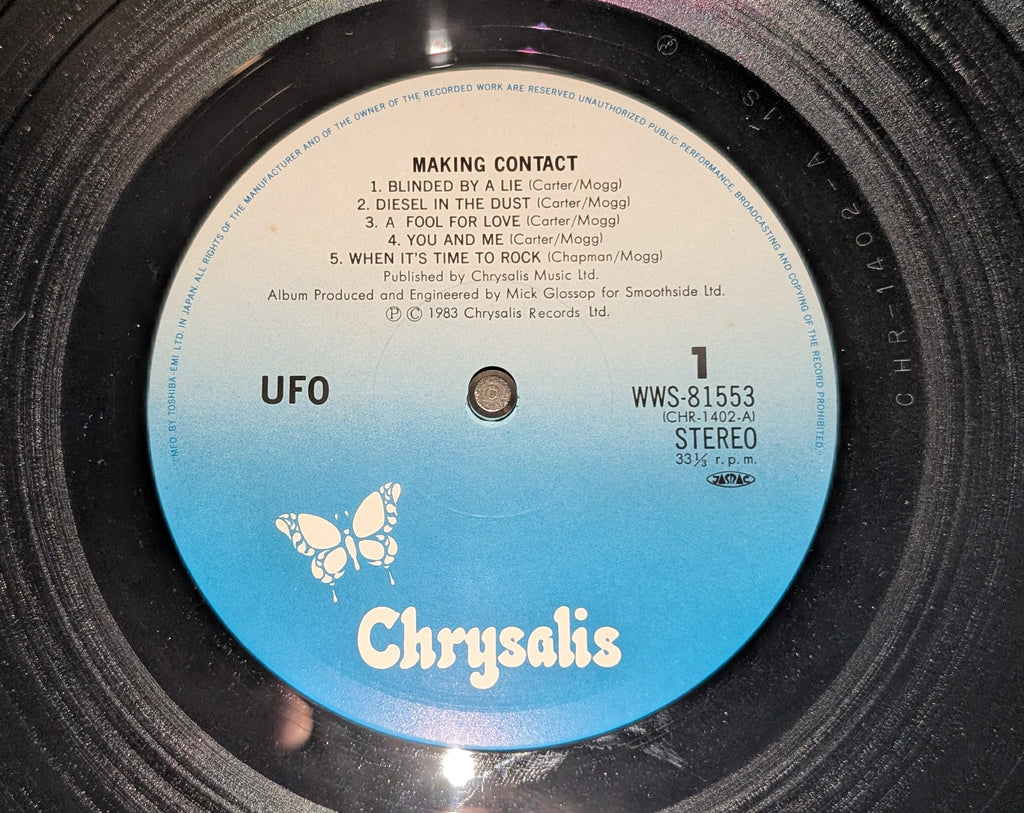 MFD. BY TOSHIBA-EMI LTD. IN JAPAN. ALL RIGHTS OF THE MANUFACTURER AND OF THE OWNER OF THE RECORDED WORK ARE RESERVED. UNAUTHORIZED PUBLIC PERFORMANCE, BROADCASTING AND COPYING OF THE RECORD PROHIBITED.
MAKING CONTACT
1. BLINDED BY A LIE (Carter/Mogg)
2. DIESEL IN THE DUST (Carter/Mogg)
3. A FOOL FOR LOVE (Carter/Mogg)
4. YOU AND ME (Carter/Mogg)
5. WHEN IT'S TIME TO ROCK (Chapman/Mogg)
Published by Chrysalis Music Ltd.
Album Produced and Engineered by Mick Glossop for Smoothside Ltd.
Ⓟ Ⓒ 1983 Chrysalis Records Ltd.
UFO
1
WWS-81553
(CHR-1402-A)
STEREO
33⅓ r.p.m.
JASRAC
Chrysalis
CHR-1402-A 1S